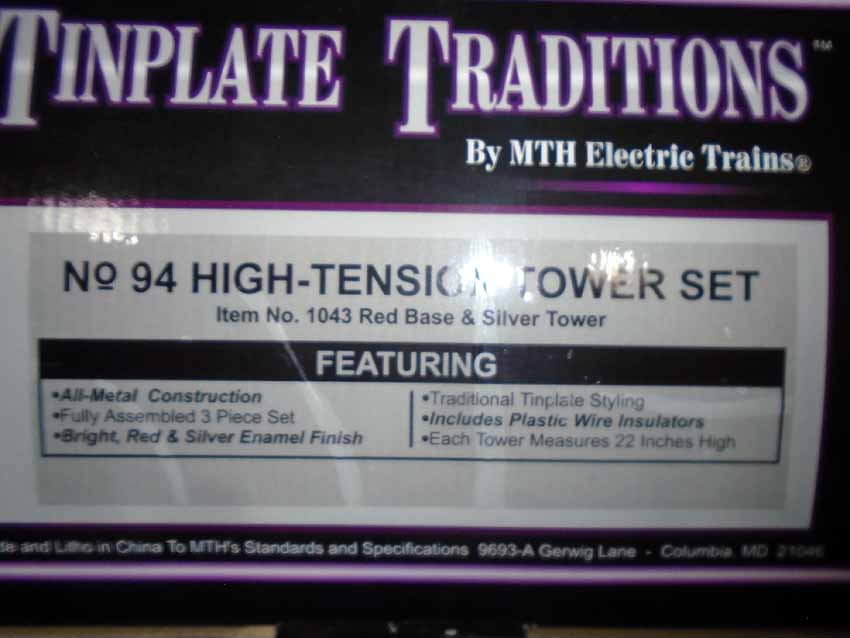 TINPLATE TRADITIONS™
By MTH Electric Trains®
Nº 94 HIGH-TENSION TOWER SET
Item No. 1043 Red Base & Silver Tower
FEATURING
•All-Metal Construction
•Fully Assembled 3 Piece Set
•Bright, Red & Silver Enamel Finish
•Traditional Tinplate Styling
•Includes Plastic Wire Insulators
•Each Tower Measures 22 Inches High
and Litho in China To MTH's Standards and Specifications 9693-A Gerwig Lane - Columbia, MD 21046